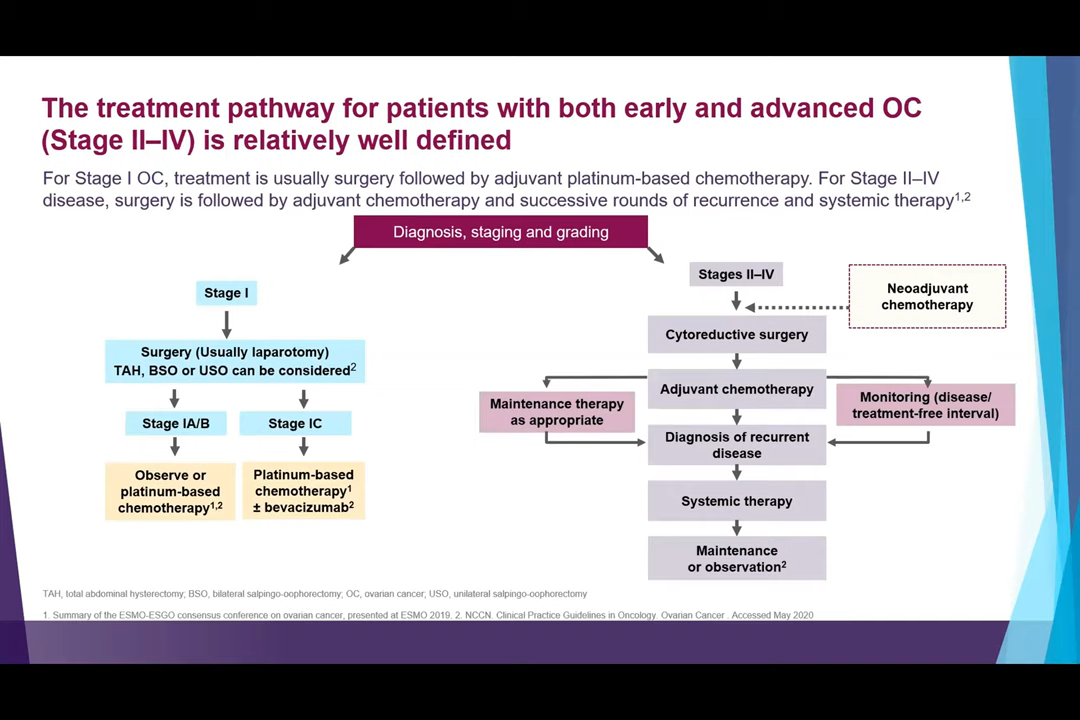 The treatment pathway for patients with both early and advanced OC
(Stage II–IV) is relatively well defined
For Stage I OC, treatment is usually surgery followed by adjuvant platinum-based chemotherapy. For Stage II–IV
disease, surgery is followed by adjuvant chemotherapy and successive rounds of recurrence and systemic therapy1,2
Diagnosis, staging and grading
Stage I
Surgery (Usually laparotomy)
TAH, BSO or USO can be considered2
Stage IA/B
Stage IC
Observe or
platinum-based
chemotherapy1,2
Platinum-based
chemotherapy1
± bevacizumab2
Stages II–IV
Neoadjuvant
chemotherapy
Cytoreductive surgery
Adjuvant chemotherapy
Maintenance therapy
as appropriate
Monitoring (disease/
treatment-free interval)
Diagnosis of recurrent
disease
Systemic therapy
Maintenance
or observation2
TAH, total abdominal hysterectomy; BSO, bilateral salpingo-oophorectomy; OC, ovarian cancer; USO, unilateral salpingo-oophorectomy
1. Summary of the ESMO-ESGO consensus conference on ovarian cancer, presented at ESMO 2019. 2. NCCN. Clinical Practice Guidelines in Oncology. Ovarian Cancer . Accessed May 2020